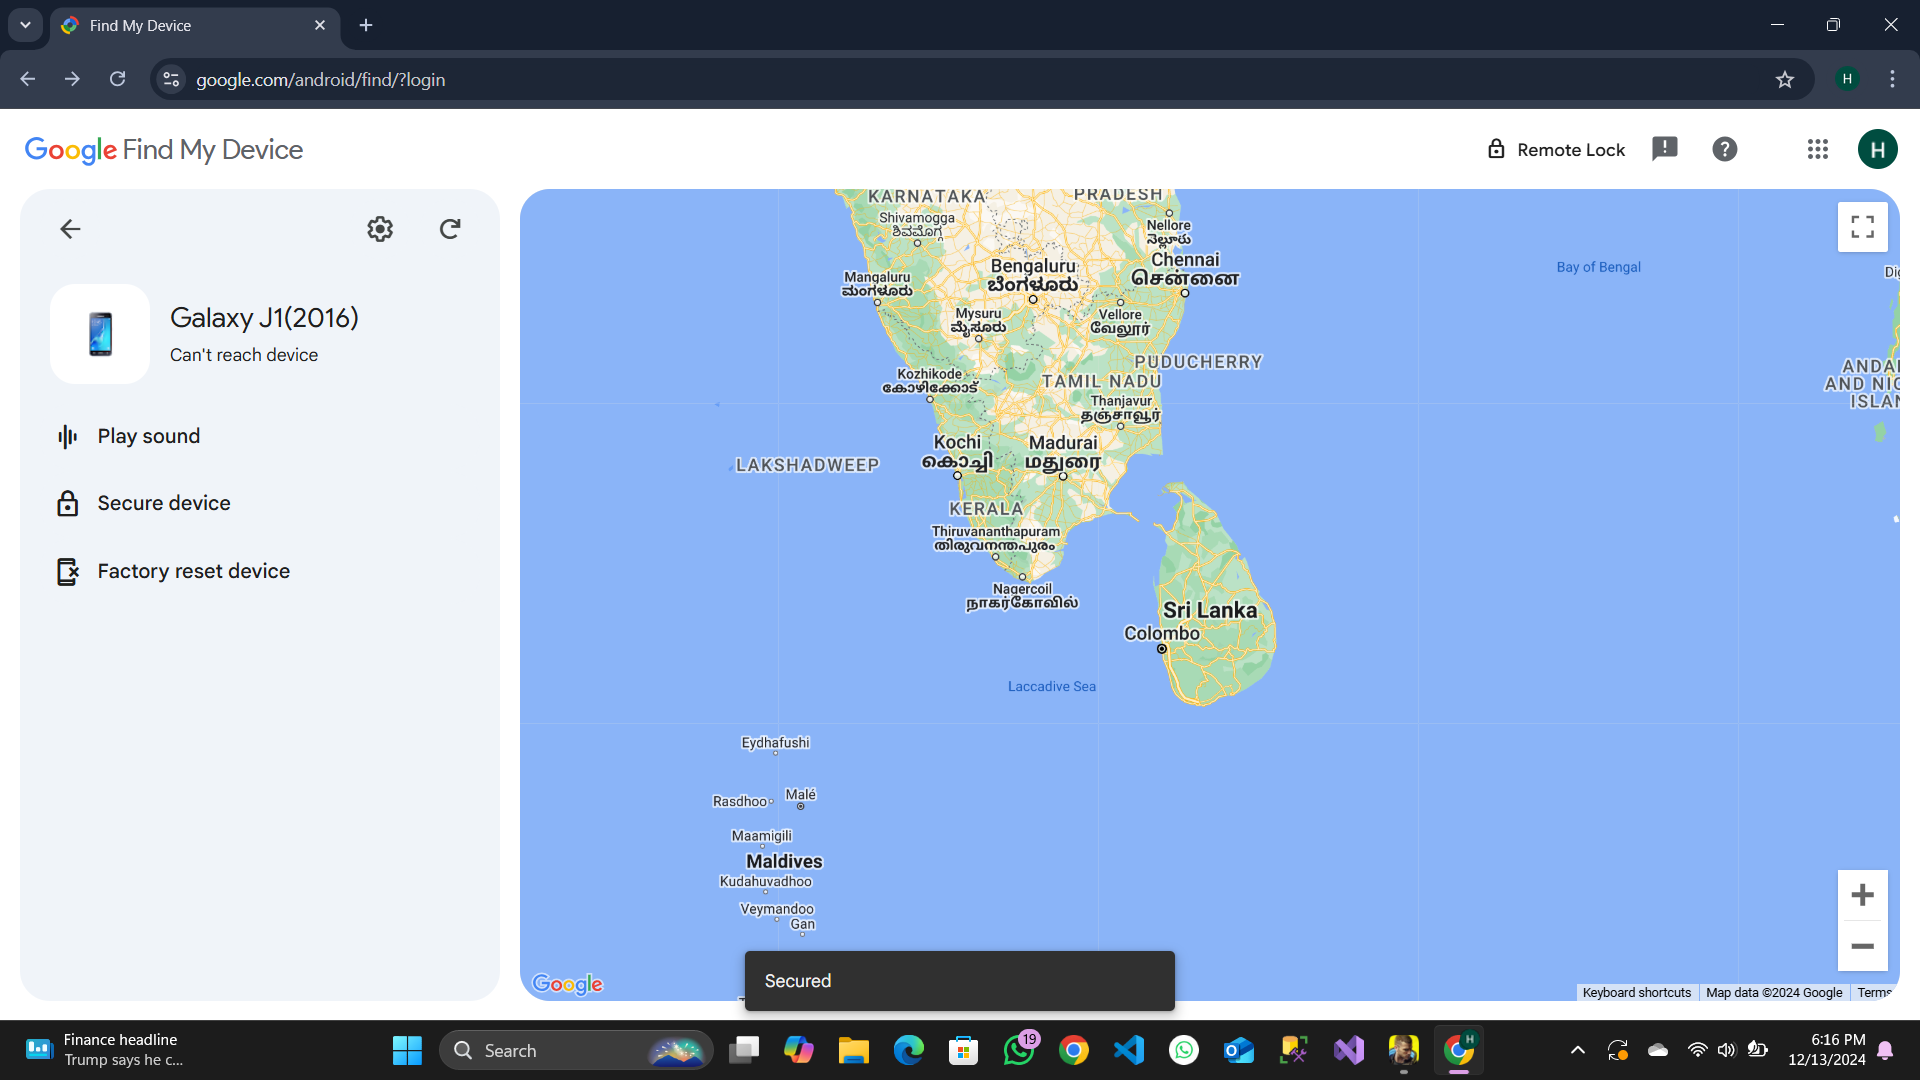 Find My Device
google.com/android/find/?login
H
Google Find My Device
Remote Lock
H
Galaxy J1(2016)
Can't reach device
Play sound
Secure device
Factory reset device
KARNATAKA
PRADESH
Shivamogga
ಶಿವಮೊಗ್ಗ
Nellore
నెల్లూరు
Bengaluru
ಬೆಂಗಳೂರು
Chennai
சென்னை
Bay of Bengal
Mangaluru
ಮಂಗಳೂರು
Mysuru
ಮೈಸೂರು
Vellore
வேலூர்
PUDUCHERRY
Kozhikode
കോഴിക്കോട്
TAMIL NADU
Thanjavur
தஞ்சாவூர்
LAKSHADWEEP
Kochi
കൊച്ചി
Madurai
மதுரை
KERALA
Thiruvananthapuram
തിരുവനന്തപുരം
Nagercoil
நாகர்கோவில்
Sri Lanka
Colombo
Laccadive Sea
Eydhafushi
Rasdhoo
Malé
Maamigili
Maldives
Kudahuvadhoo
Veymandoo
Gan
Secured
Google
Keyboard shortcuts
Map data ©2024 Google
Terms
Finance headline
Trump says he c...
Search
19
H
6:16 PM
12/13/2024